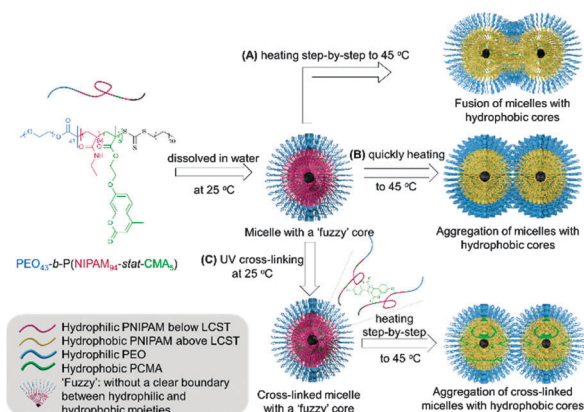 (A) heating step-by-step to 45 °C
Fusion of micelles with
hydrophobic cores
43
94
5
dissolved in water
at 25 °C
Micelle with a 'fuzzy' core
(B) quickly heating
to 45 °C
Aggregation of micelles with
hydrophobic cores
PEO43-b-P(NIPAM94-stat-CMA5)
(C) UV cross-linking
at 25 °C
heating
step-by-step
to 45 °C
Hydrophilic PNIPAM below LCST
Hydrophobic PNIPAM above LCST
Hydrophilic PEO
Hydrophobic PCMA
'Fuzzy': without a clear boundary
between hydrophilic and
hydrophobic moieties
Cross-linked micelle
with a 'fuzzy' core
Aggregation of cross-linked
micelles with hydrophobic cores